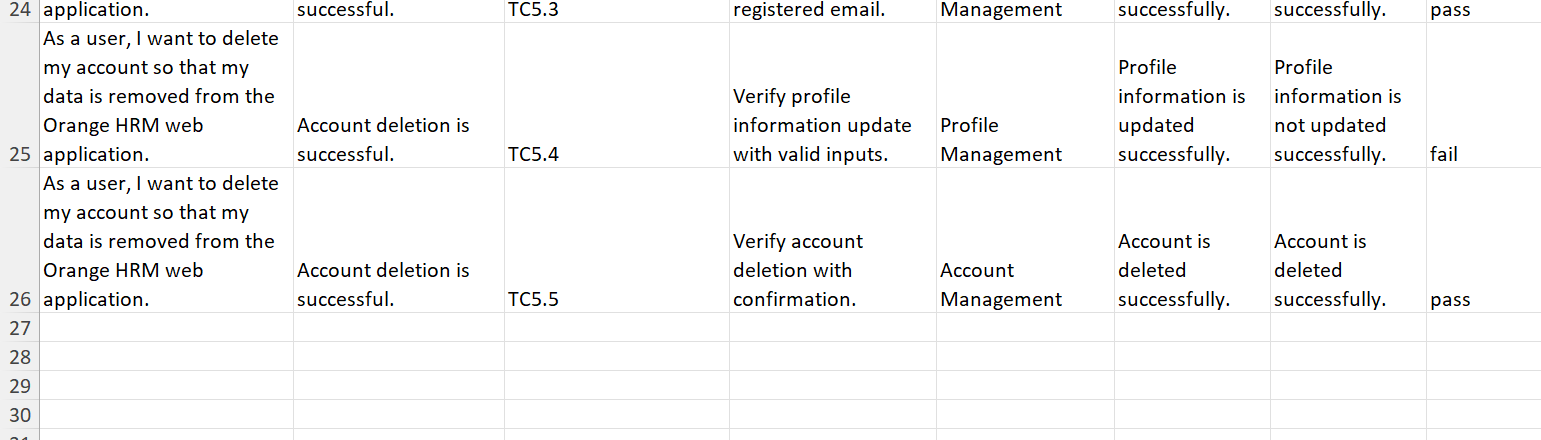 24
application.
successful.
TC5.3
registered email.
Management
successfully.
successfully.
pass
As a user, I want to delete
my account so that my
data is removed from the
Orange HRM web
application.
Account deletion is
successful.
TC5.4
Verify profile
information update
with valid inputs.
Profile
Management
Profile
information is
updated
successfully.
Profile
information is
not updated
successfully.
fail
25
As a user, I want to delete
my account so that my
data is removed from the
Orange HRM web
application.
Account deletion is
successful.
TC5.5
Verify account
deletion with
confirmation.
Account
Management
Account is
deleted
successfully.
Account is
deleted
successfully.
pass
26
27
28
29
30